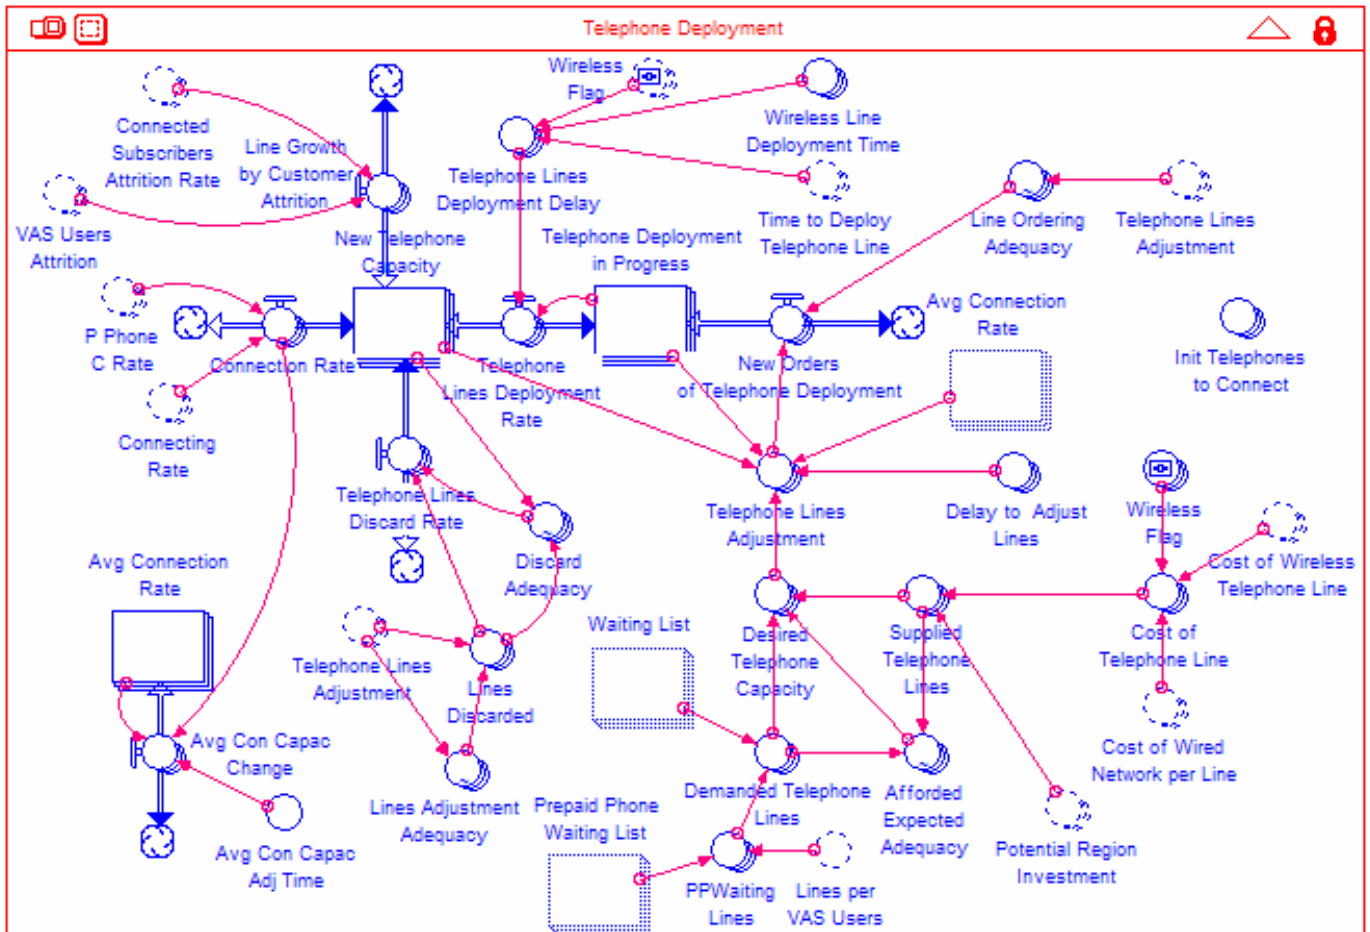 Telephone Deployment
Wireless
Flag
Connected
Subscribers
Attrition Rate
Line Growth
by Customer
Attrition
Wireless Line
Deployment Time
Telephone Lines
Deployment Delay
VAS Users
Attrition
New Telephone
Capacity
Telephone Deployment
in Progress
Time to Deploy
Telephone Line
Line Ordering
Adequacy
Telephone Lines
Adjustment
P Phone
C Rate
Connection Rate
Telephone
Lines Deployment
Rate
New Orders
of Telephone Deployment
Avg Connection
Rate
Init Telephones
to Connect
Connecting
Rate
Telephone Lines
Discard Rate
Discard
Adequacy
Telephone Lines
Adjustment
Delay to Adjust
Lines
Wireless
Flag
Cost of Wireless
Telephone Line
Avg Connection
Rate
Waiting List
Desired
Telephone
Capacity
Supplied
Telephone
Lines
Cost of
Telephone Line
Telephone Lines
Adjustment
Lines
Discarded
Avg Con Capac
Change
Cost of Wired
Network per Line
Lines Adjustment
Adequacy
Prepaid Phone
Waiting List
Demanded Telephone
Lines
Afforded
Expected
Adequacy
Avg Con Capac
Adj Time
PPWaiting
Lines
Lines per
VAS Users
Potential Region
Investment